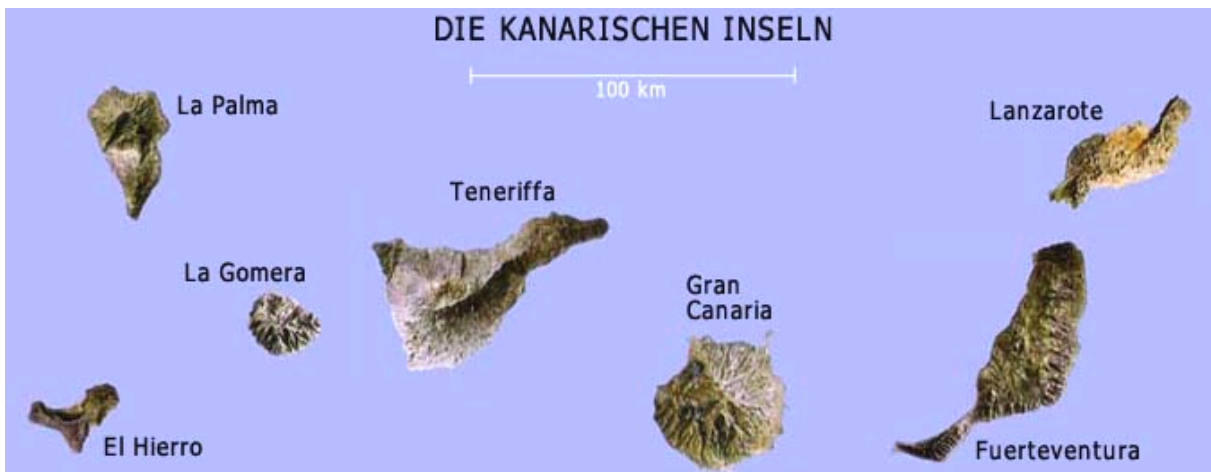 DIE KANARISCHEN INSELN
100 km
La Palma
Lanzarote
Teneriffa
La Gomera
Gran
Canaria
El Hierro
Fuerteventura